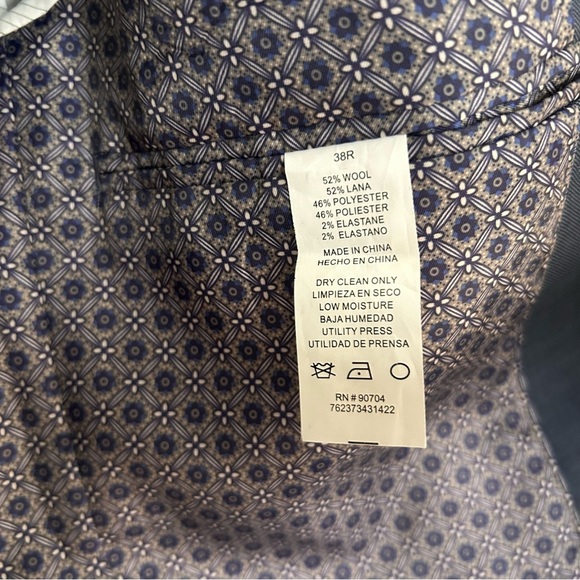 38R
52% WOOL
52% LANA
46% POLYESTER
46% POLIESTER
2% ELASTANE
2% ELASTANO
MADE IN CHINA
HECHO EN CHINA
DRY CLEAN ONLY
LIMPIEZA EN SECO
LOW MOISTURE
BAJA HUMEDAD
UTILITY PRESS
UTILIDAD DE PRENSA
RN # 90704
762373431422